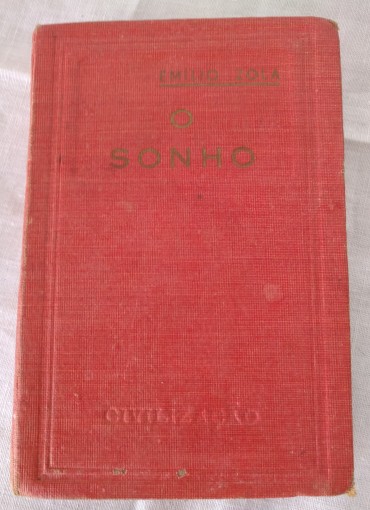 EMILIO ZOLA
O
SONHO
CIVILIZAÇÃO